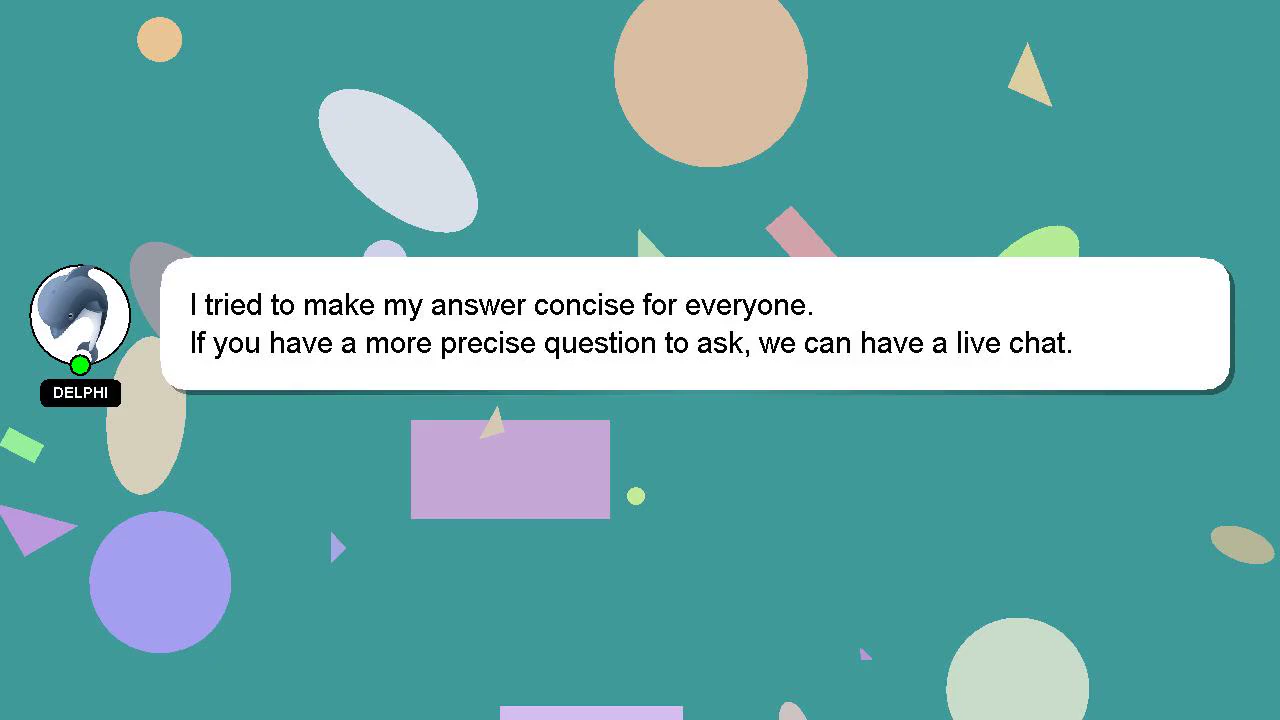 I tried to make my answer concise for everyone.
If you have a more precise question to ask, we can have a live chat.
DELPHI